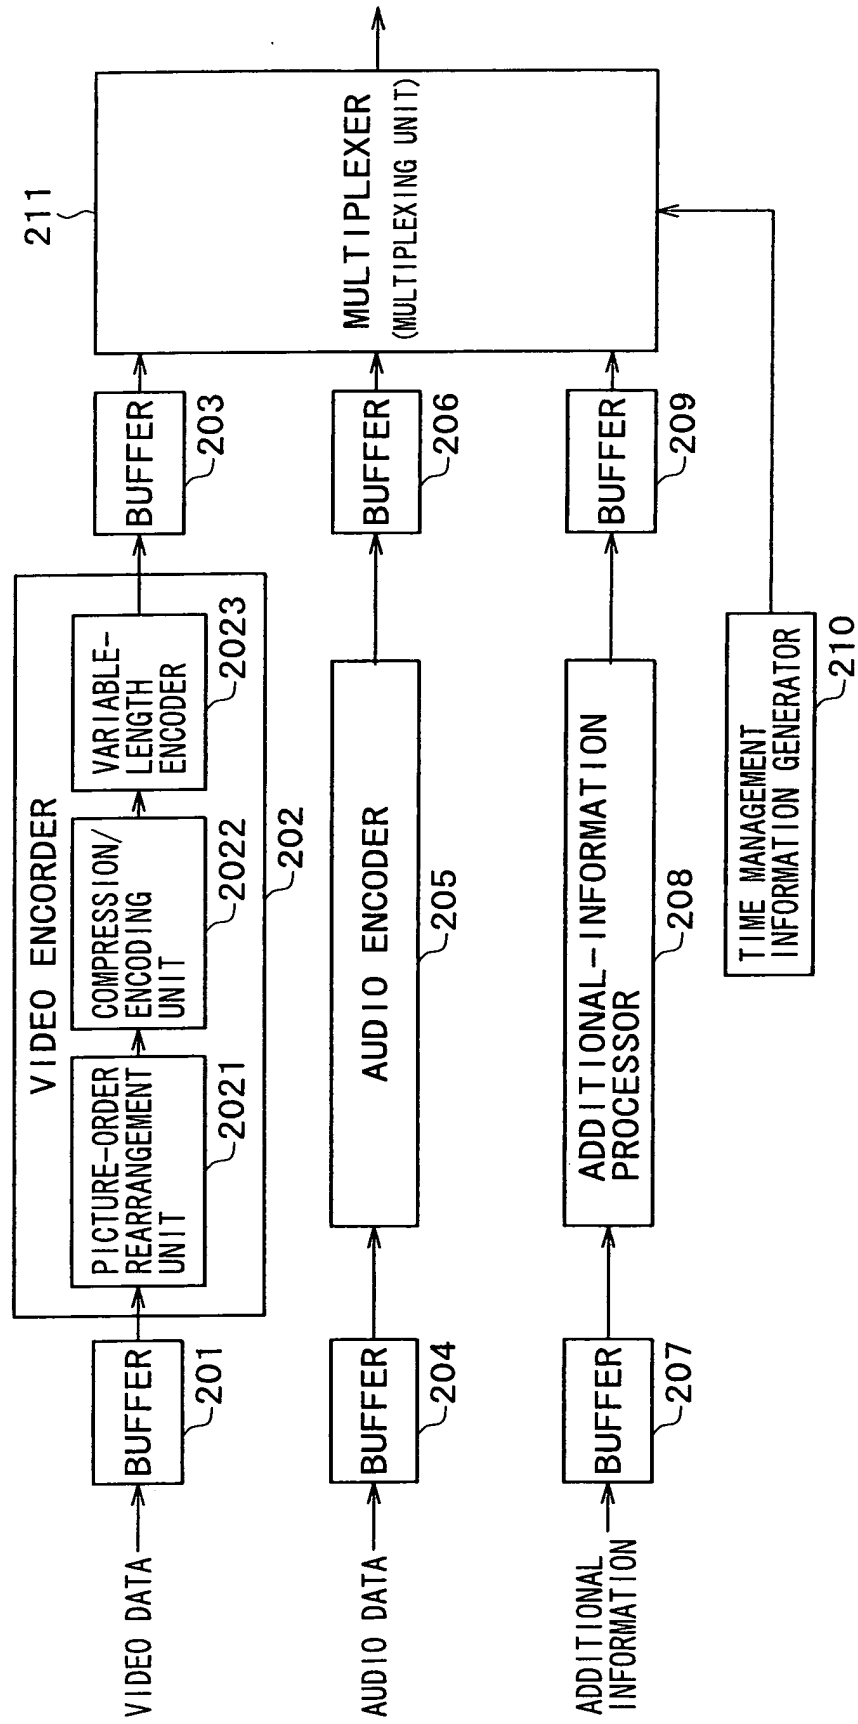 VIDEO DATA
BUFFER
201
VIDEO ENCORDER
PICTURE-ORDER
REARRANGEMENT
UNIT
2021
COMPRESSION/
ENCODING
UNIT
2022
VARIABLE-
LENGTH
ENCODER
2023
202
BUFFER
203
AUDIO DATA
BUFFER
204
AUDIO ENCODER
205
BUFFER
206
ADDITIONAL
INFORMATION
BUFFER
207
ADDITIONAL-INFORMATION
PROCESSOR
208
BUFFER
209
TIME MANAGEMENT
INFORMATION GENERATOR
210
211
MULTIPLEXER
(MULTIPLEXING UNIT)